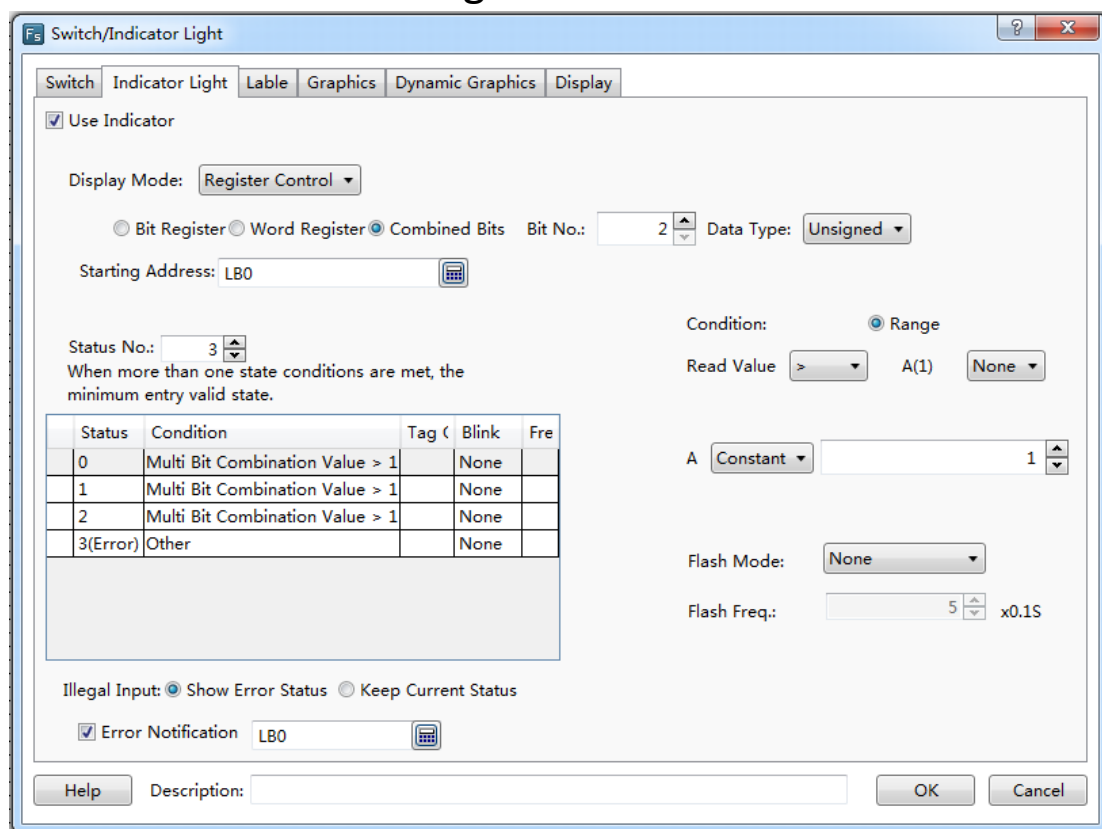 Fs Switch/Indicator Light ? X
Switch Indicator Light Lable Graphics Dynamic Graphics Display
Use Indicator
Display Mode: Register Control
Bit Register Word Register Combined Bits Bit No.: 2 Data Type: Unsigned
Starting Address: LB0
Condition: Range
Status No.: 3
When more than one state conditions are met, the
minimum entry valid state.
Read Value > A(1) None
Status Condition Tag ( Blink Fre
0 Multi Bit Combination Value > 1 None
1 Multi Bit Combination Value > 1 None
2 Multi Bit Combination Value > 1 None
3(Error) Other None
A Constant 1
Flash Mode: None
Flash Freq.: 5 x0.1S
Illegal Input: Show Error Status Keep Current Status
Error Notification LB0
Help Description: OK Cancel